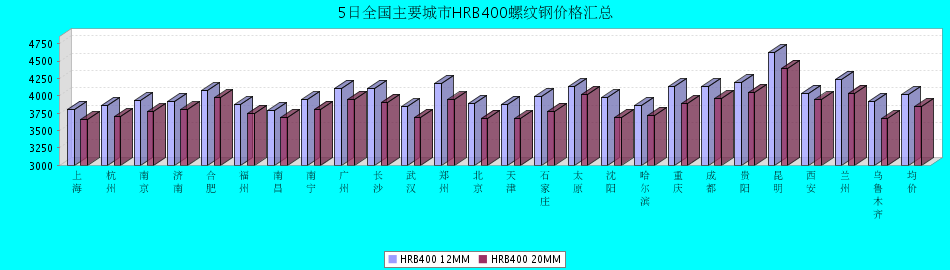 5日全国主要城市HRB400螺纹钢价格汇总
4750
4500
4250
4000
3750
3500
3250
3000
上海
杭州
南京
济南
合肥
福州
南昌
南宁
广州
长沙
武汉
郑州
北京
天津
石家庄
太原
沈阳
哈尔滨
重庆
成都
贵阳
昆明
西安
兰州
乌鲁木齐
均价
HRB400 12MM HRB400 20MM